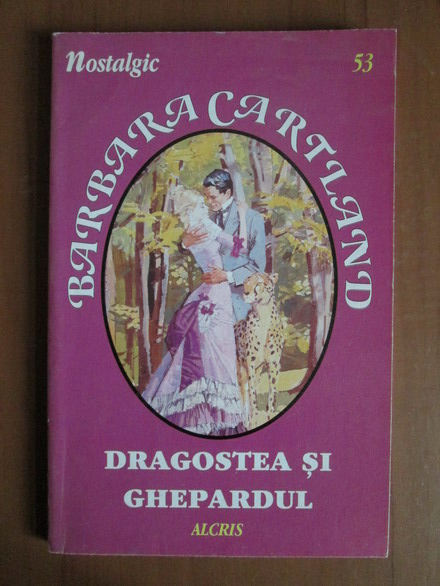 Nostalgic
53
BARBARA CARTLAND
DRAGOSTEA ȘI
GHEPARDUL
ALCRIS